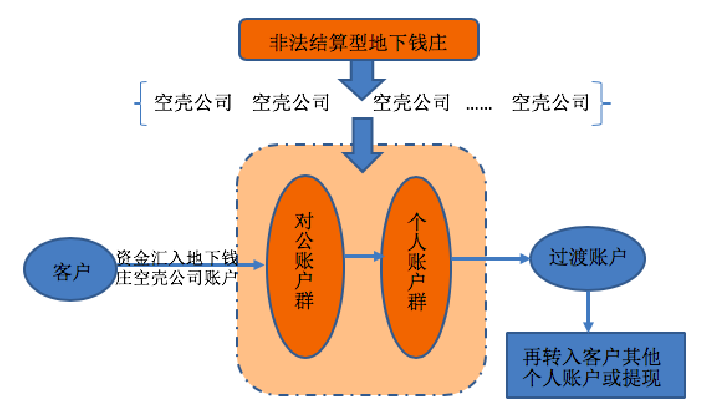 非法结算型地下钱庄
空壳公司 空壳公司 空壳公司 …… 空壳公司
客户
资金汇入地下钱
庄空壳公司账户
对公账户群
个人账户群
过渡账户
再转入客户其他
个人账户或提现